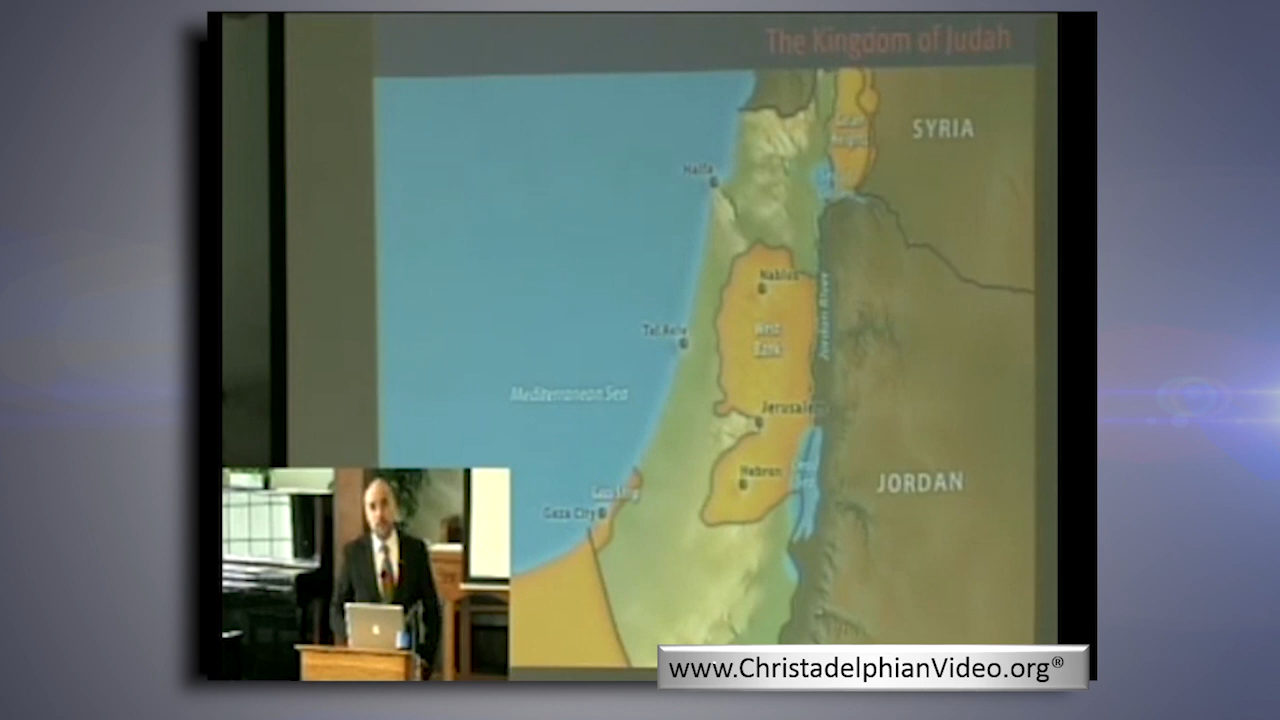 The Kingdom of Judah
SYRIA
Golan
Haifa
Nablus
West
Bank
Jordan River
Tel Aviv
Mediterranean Sea
Jerusalem
Hebron
Dead
Sea
JORDAN
Gaza Strip
Gaza City
www.ChristadelphianVideo.org®